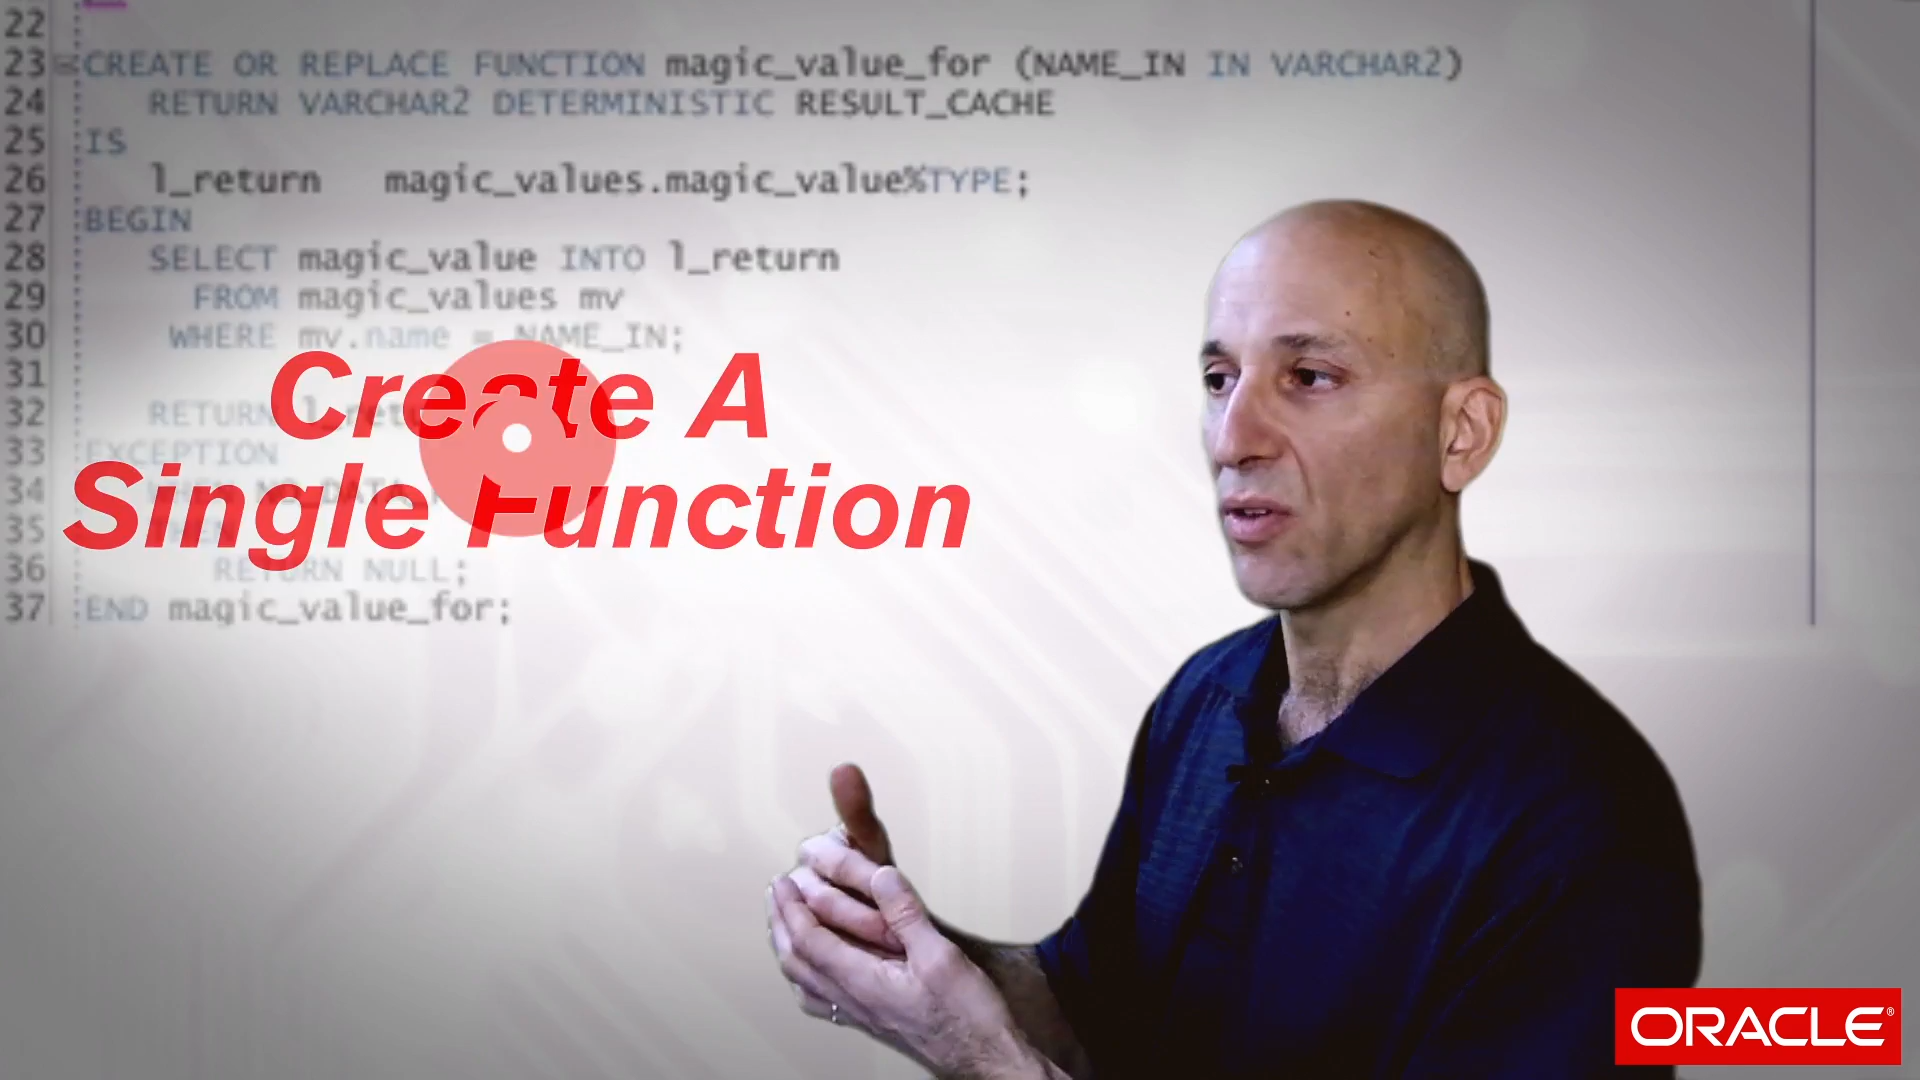 22
23 CREATE OR REPLACE FUNCTION magic_value_for (NAME_IN IN VARCHAR2)
24 RETURN VARCHAR2 DETERMINISTIC RESULT_CACHE
25 IS
26 l_return magic_values.magic_value%TYPE;
27 BEGIN
28 SELECT magic_value INTO l_return
29 FROM magic_values mv
30 WHERE mv.name = NAME_IN;
31
32 RETURN
33 EXCEPTION
34
35
36 RETURN NULL;
37 END magic_value_for;
Create A
Single Function
ORACLE®